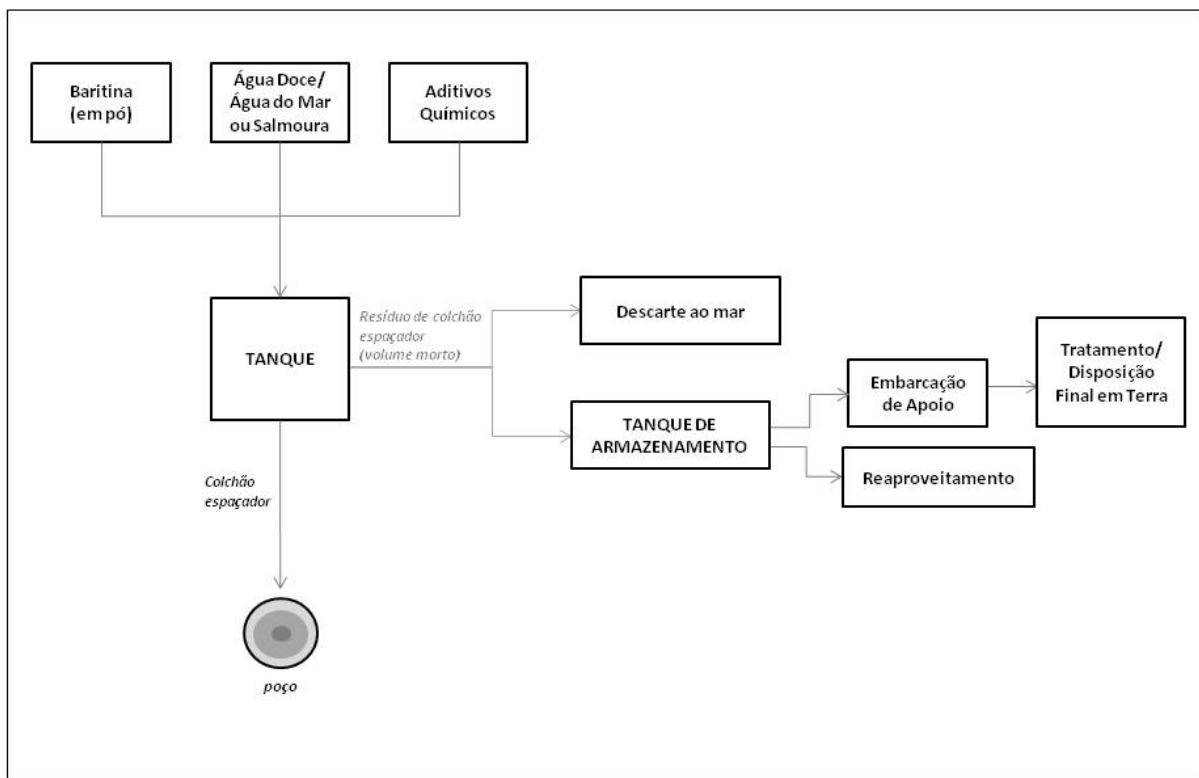 Baritina
(em pó)
Água Doce/
Água do Mar
ou Salmoura
Aditivos
Químicos
TANQUE
Resíduo de colchão
espaçador
(volume morto)
Descarte ao mar
TANQUE DE
ARMAZENAMENTO
Embarcação
de Apoio
Tratamento/
Disposição
Final em Terra
Reaproveitamento
Colchão
espaçador
poço